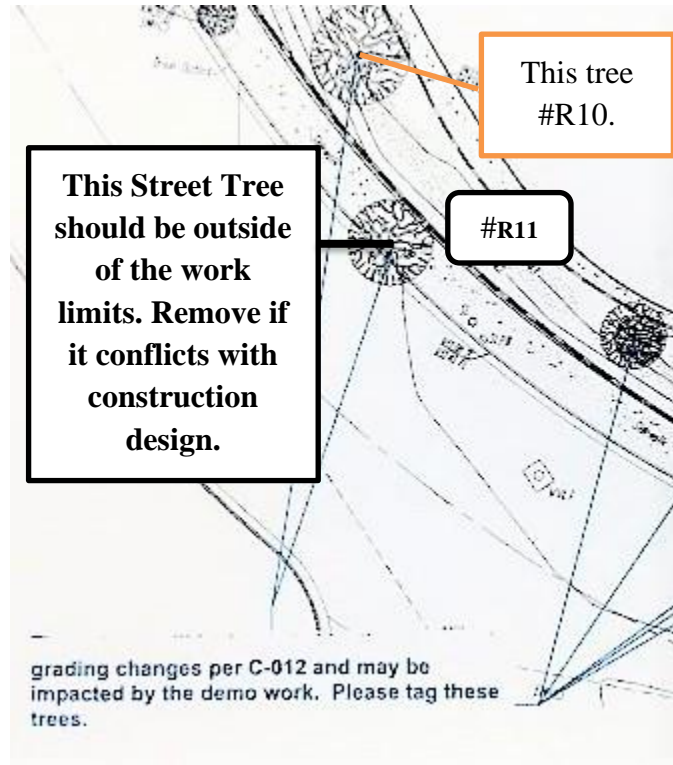 This tree
#R10.
This Street Tree
should be outside
of the work
limits. Remove if
it conflicts with
construction
design.
#R11
grading changes per C-012 and may be
impacted by the demo work. Please tag these
trees.